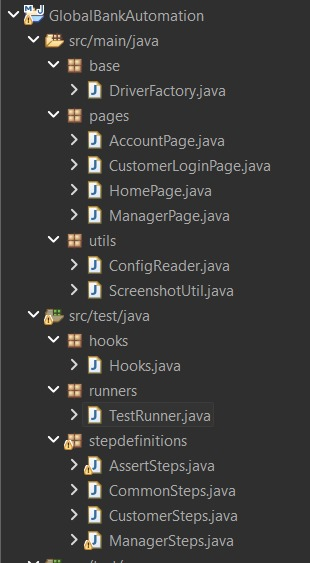 GlobalBankAutomation
src/main/java
base
DriverFactory.java
pages
AccountPage.java
CustomerLoginPage.java
HomePage.java
ManagerPage.java
utils
ConfigReader.java
ScreenshotUtil.java
src/test/java
hooks
Hooks.java
runners
TestRunner.java
stepdefinitions
AssertSteps.java
CommonSteps.java
CustomerSteps.java
ManagerSteps.java